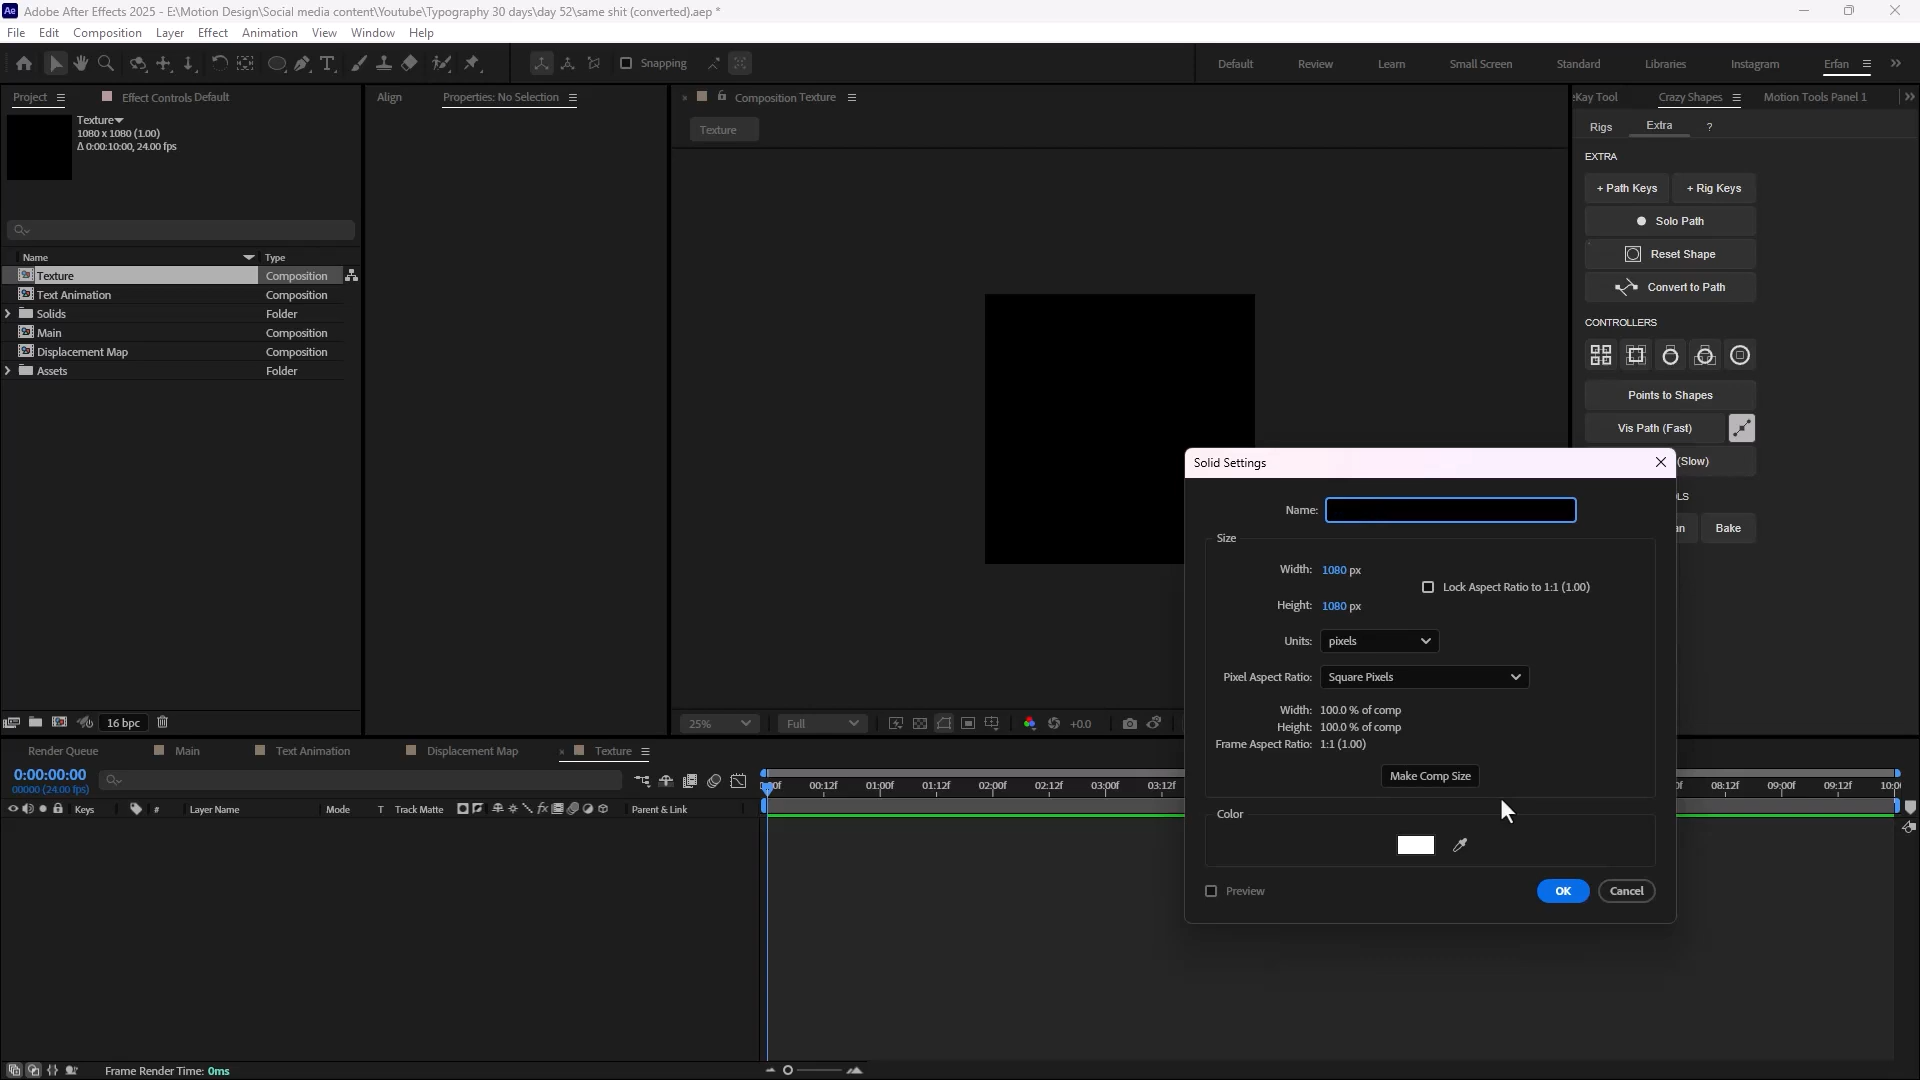 Ae Adobe After Effects 2025 - E:\Motion Design\Social media content\Youtube\Typography 30 days\day 52\same shit (converted).aep *
File Edit Composition Layer Effect Animation View Window Help
Snapping
Default Review Learn Small Screen Standard Libraries Instagram Erfan
Project Effect Controls Default
Align Properties: No Selection
Composition Texture
eKay Tool Crazy Shapes Motion Tools Panel 1
Texture
1080 x 1080 (1.00)
Δ 0:00:10:00, 24.00 fps
Texture
Rigs Extra ?
EXTRA
+ Path Keys + Rig Keys
Solo Path
Reset Shape
Convert to Path
CONTROLLERS
Points to Shapes
Vis Path (Fast)
(Slow)
LS
an Bake
Name Type
Texture Composition
Text Animation Composition
Solids Folder
Main Composition
Displacement Map Composition
Assets Folder
16 bpc
25% Full +0.0
Solid Settings
Name:
Size
Width: 1080 px
Lock Aspect Ratio to 1:1 (1.00)
Height: 1080 px
Units: pixels
Pixel Aspect Ratio: Square Pixels
Width: 100.0 % of comp
Height: 100.0 % of comp
Frame Aspect Ratio: 1:1 (1.00)
Make Comp Size
Color
Preview OK Cancel
Render Queue Main Text Animation Displacement Map Texture
0:00:00:00
00000 (24.00 fps)
00:12f 01:00f 01:12f 02:00f 02:12f 03:00f 03:12f 08:12f 09:00f 09:12f 10:0
Keys # Layer Name Mode T Track Matte fx Parent & Link
Frame Render Time: 0ms